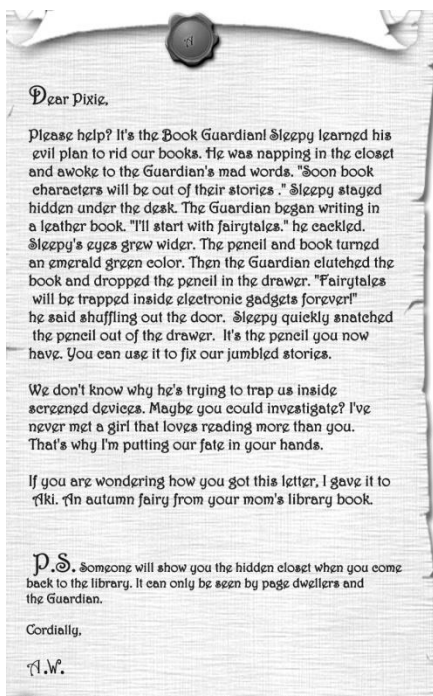 A
Dear Pixie,
Please help? It's the Book Guardian! Sleepy learned his
evil plan to rid our books. He was napping in the closet
and awoke to the Guardian's mad words. "Soon book
characters will be out of their stories ." Sleepy stayed
hidden under the desk. The Guardian began writing in
a leather book. "I'll start with fairytales." he cackled.
Sleepy's eyes grew wider. The pencil and book turned
an emerald green color. Then the Guardian clutched the
book and dropped the pencil in the drawer. "Fairytales
will be trapped inside electronic gadgets forever!"
he said shuffling out the door. Sleepy quickly snatched
the pencil out of the drawer. It's the pencil you now
have. You can use it to fix our jumbled stories.
We don't know why he's trying to trap us inside
screened devices. Maybe you could investigate? I've
never met a girl that loves reading more than you.
That's why I'm putting our fate in your hands.
If you are wondering how you got this letter, I gave it to
Aki. An autumn fairy from your mom's library book.
P.S. Someone will show you the hidden closet when you come
back to the library. It can only be seen by page dwellers and
the Guardian.
Cordially,
A.W.